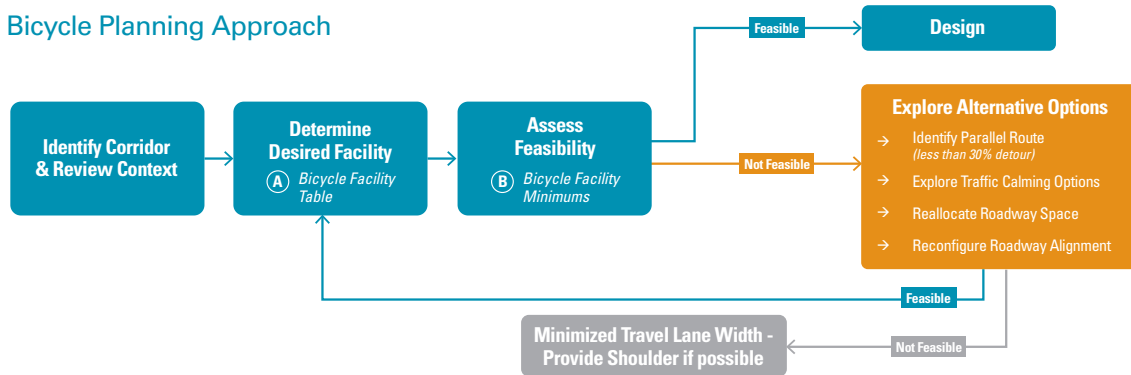 Bicycle Planning Approach
Feasible
Design
Identify Corridor
& Review Context
Determine
Desired Facility
A Bicycle Facility
Table
Assess
Feasibility
B Bicycle Facility
Minimums
Not Feasible
Explore Alternative Options
→ Identify Parallel Route
(less than 30% detour)
→ Explore Traffic Calming Options
→ Reallocate Roadway Space
→ Reconfigure Roadway Alignment
Feasible
Minimized Travel Lane Width -
Provide Shoulder if possible
Not Feasible